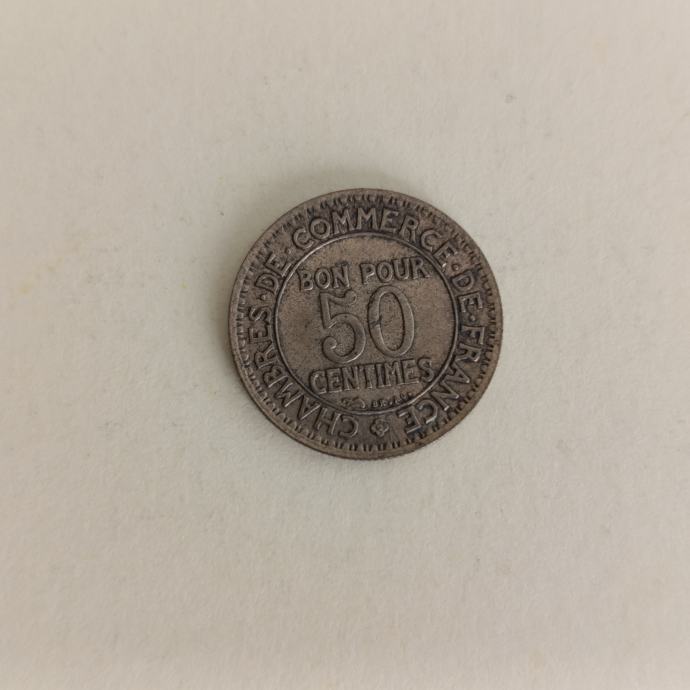 CHAMBRES·DE·COMMERCE·DE·FRANCE
BON POUR
50
CENTIMES